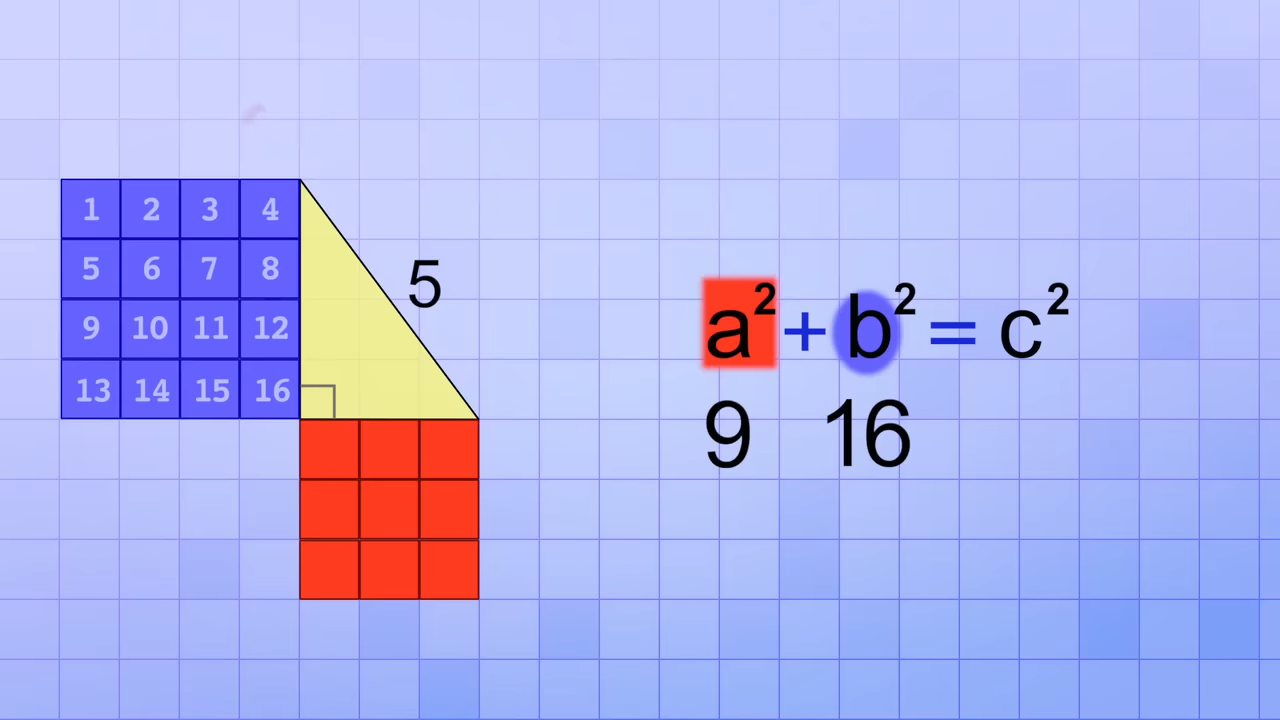 1 2 3 4
5 6 7 8
9 10 11 12
13 14 15 16
5
a² + b² = c²
9 16